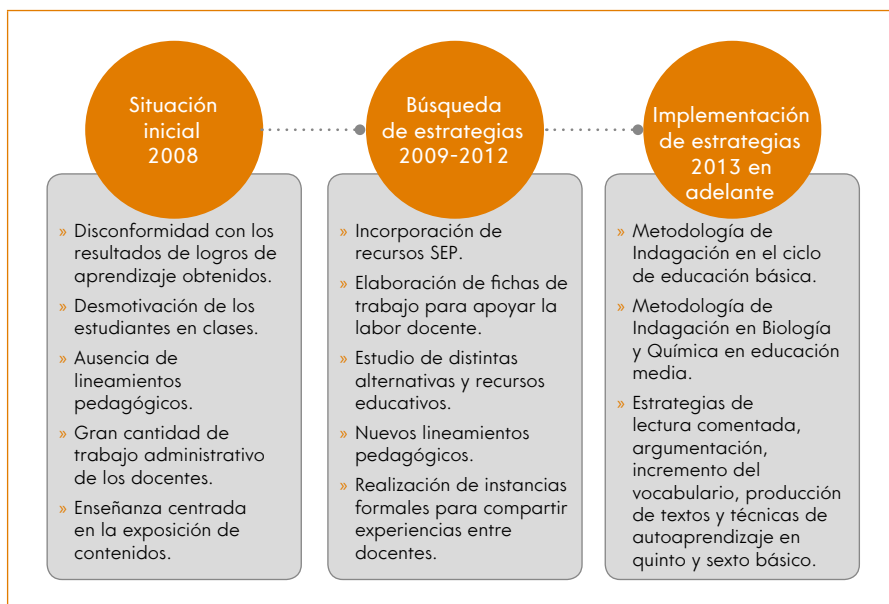 Situación
inicial
2008
» Disconformidad con los
resultados de logros de
aprendizaje obtenidos.
» Desmotivación de los
estudiantes en clases.
» Ausencia de
lineamientos
pedagógicos.
» Gran cantidad de
trabajo administrativo
de los docentes.
» Enseñanza centrada
en la exposición de
contenidos.
Búsqueda
de estrategias
2009-2012
» Incorporación de
recursos SEP.
» Elaboración de fichas de
trabajo para apoyar la
labor docente.
» Estudio de distintas
alternativas y recursos
educativos.
» Nuevos lineamientos
pedagógicos.
» Realización de instancias
formales para compartir
experiencias entre
docentes.
Implementación
de estrategias
2013 en
adelante
» Metodología de
Indagación en el ciclo
de educación básica.
» Metodología de
Indagación en Biología
y Química en educación
media.
» Estrategias de
lectura comentada,
argumentación,
incremento del
vocabulario, producción
de textos y técnicas de
autoaprendizaje en
quinto y sexto básico.